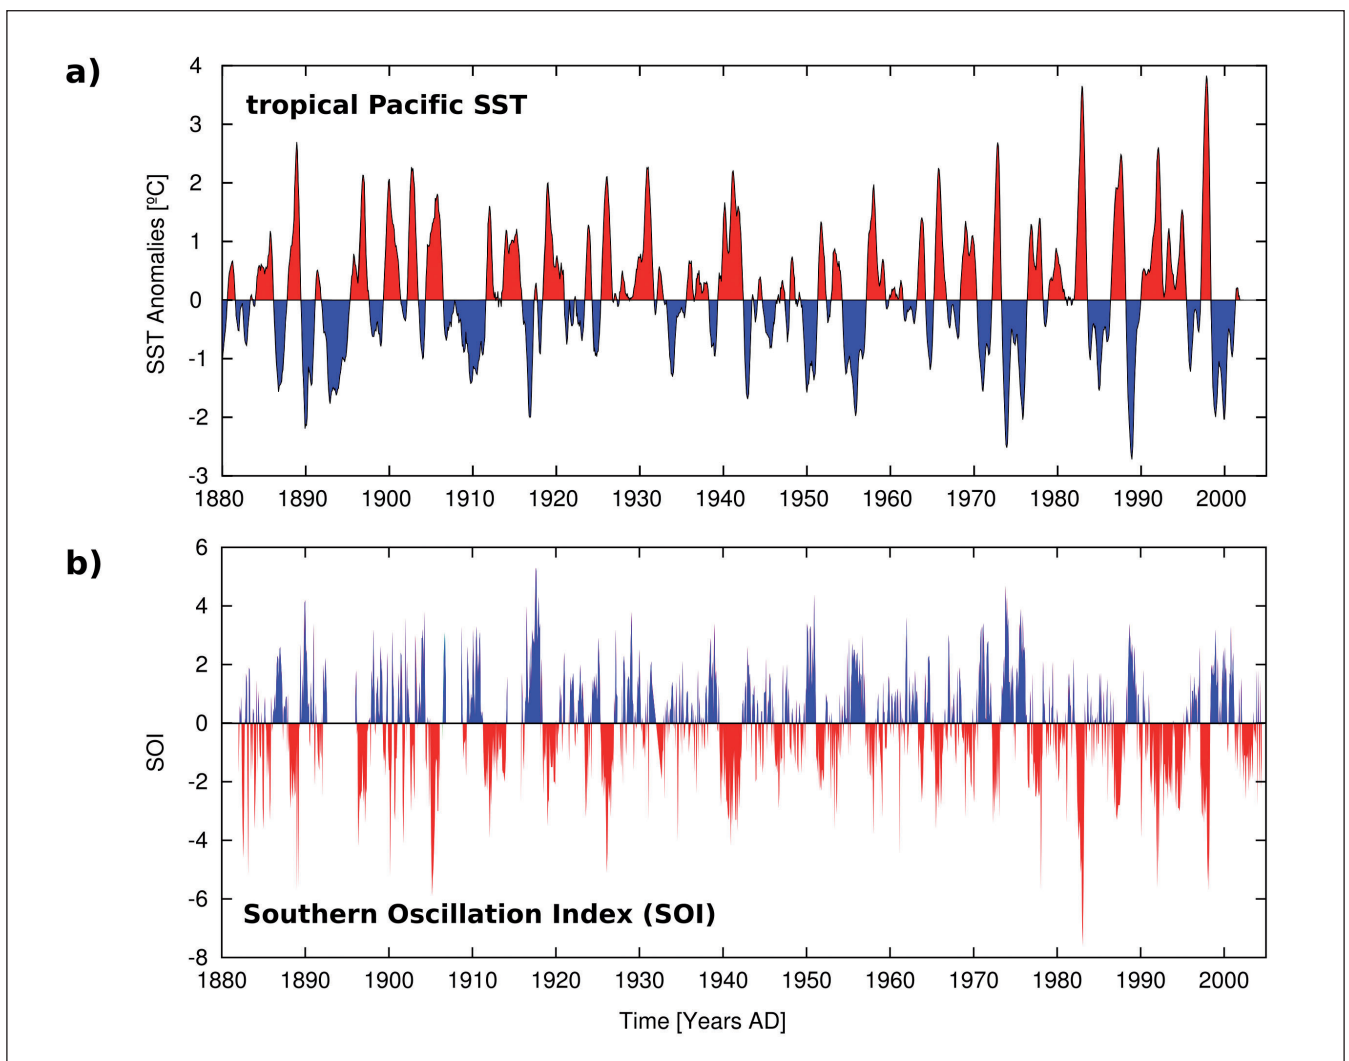 a)
tropical Pacific SST
SST Anomalies [ºC]
4
3
2
1
0
-1
-2
-3
1880 1890 1900 1910 1920 1930 1940 1950 1960 1970 1980 1990 2000
b)
Southern Oscillation Index (SOI)
SOI
6
4
2
0
-2
-4
-6
-8
1880 1890 1900 1910 1920 1930 1940 1950 1960 1970 1980 1990 2000
Time [Years AD]